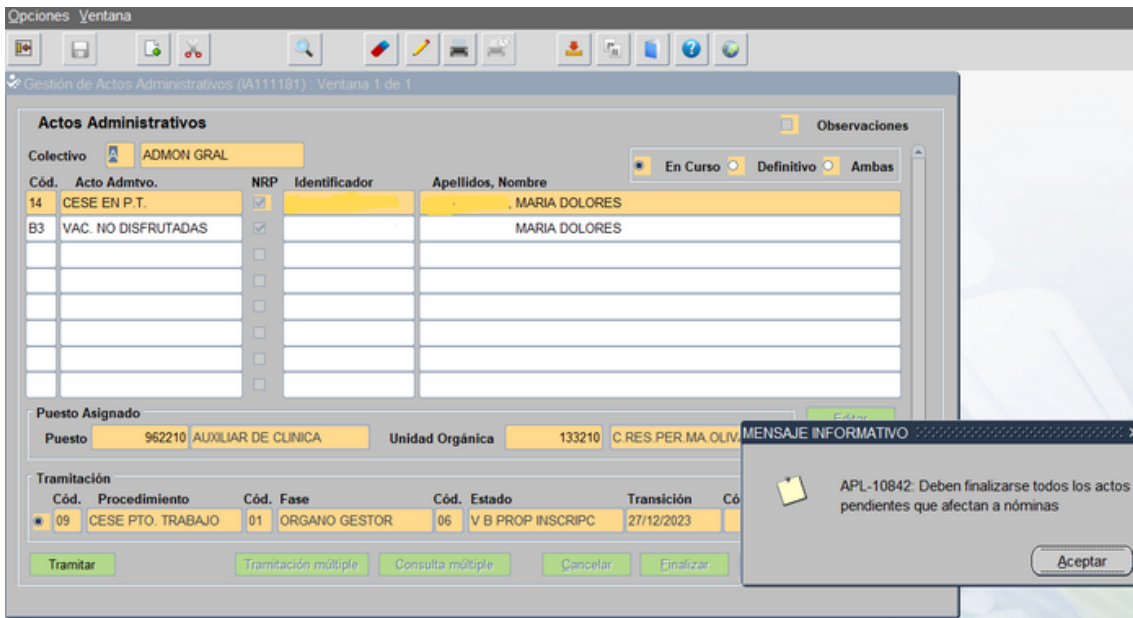 Opciones Ventana
Gestión de Actos Administrativos (IA111181) : Ventana 1 de 1
Actos Administrativos
Observaciones
Colectivo A ADMON GRAL
En Curso Definitivo Ambas
Cód. Acto Admtvo. NRP Identificador Apellidos, Nombre
14 CESE EN P.T. , MARIA DOLORES
B3 VAC. NO DISFRUTADAS MARIA DOLORES
Puesto Asignado
Editar
Puesto 962210 AUXILIAR DE CLINICA Unidad Orgánica 133210 C.RES.PER.MA.OLIV
Tramitación
Cód. Procedimiento Cód. Fase Cód. Estado Transición
09 CESE PTO. TRABAJO 01 ORGANO GESTOR 06 V B PROP INSCRIPC 27/12/2023
Tramitar Tramitación múltiple Consulta múltiple Cancelar Finalizar
MENSAJE INFORMATIVO
APL-10842: Deben finalizarse todos los actos
pendientes que afectan a nóminas
Aceptar